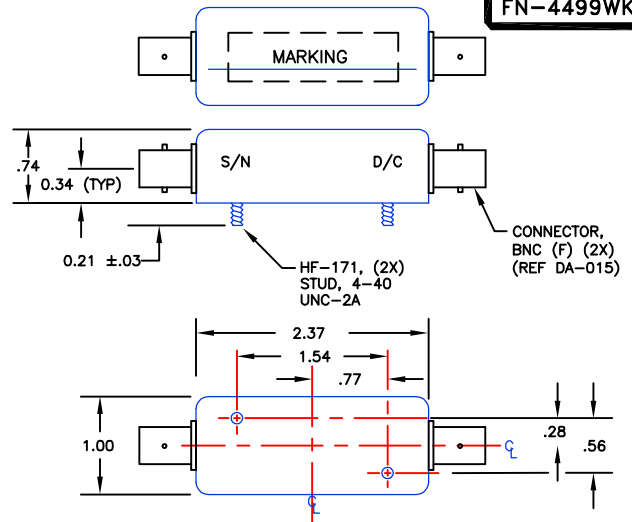 FN-4499WK
MARKING
.74
S/N
D/C
0.34 (TYP)
0.21 ±.03
CONNECTOR,
BNC (F) (2X)
(REF DA-015)
HF-171, (2X)
STUD, 4-40
UNC-2A
2.37
1.54
.77
1.00
.28
.56
CL
CL